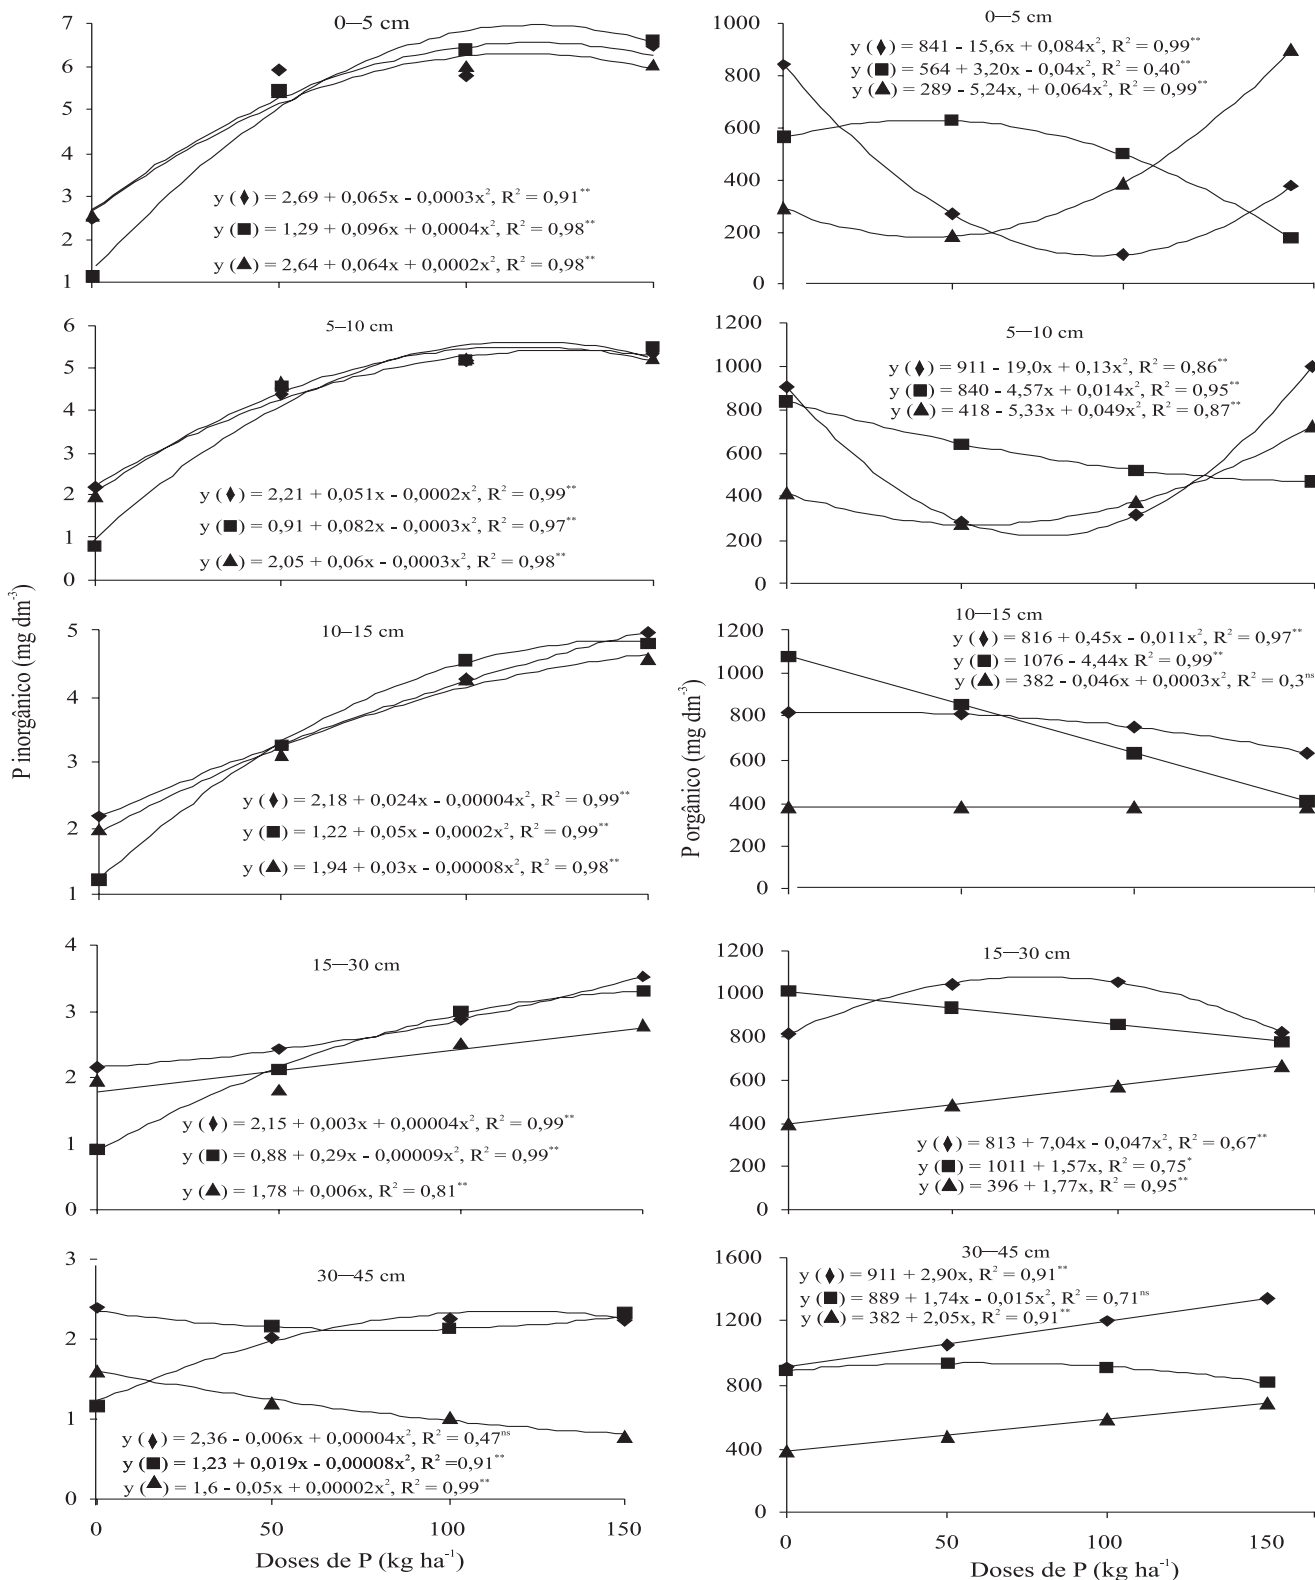 0–5 cm
7
6
5
4
3
2
1
y (♦) = 2,69 + 0,065x - 0,0003x², R² = 0,91**
y (■) = 1,29 + 0,096x + 0,0004x², R² = 0,98**
y (▲) = 2,64 + 0,064x + 0,0002x², R² = 0,98**
5–10 cm
6
5
4
3
2
1
0
y (♦) = 2,21 + 0,051x - 0,0002x², R² = 0,99**
y (■) = 0,91 + 0,082x - 0,0003x², R² = 0,97**
y (▲) = 2,05 + 0,06x - 0,0003x², R² = 0,98**
P inorgânico (mg dm⁻³)
10–15 cm
5
4
3
2
1
y (♦) = 2,18 + 0,024x - 0,00004x², R² = 0,99**
y (■) = 1,22 + 0,05x - 0,0002x², R² = 0,99**
y (▲) = 1,94 + 0,03x - 0,00008x², R² = 0,98**
15–30 cm
4
3
2
1
0
y (♦) = 2,15 + 0,003x + 0,00004x², R² = 0,99**
y (■) = 0,88 + 0,29x - 0,00009x², R² = 0,99**
y (▲) = 1,78 + 0,006x, R² = 0,81**
30–45 cm
3
2
1
0
y (♦) = 2,36 - 0,006x + 0,00004x², R² = 0,47ns
y (■) = 1,23 + 0,019x - 0,00008x², R² =0,91**
y (▲) = 1,6 - 0,05x + 0,00002x², R² = 0,99**
0 50 100 150
Doses de P (kg ha⁻¹)
0–5 cm
1000
800
600
400
200
0
y (♦) = 841 - 15,6x + 0,084x², R² = 0,99**
y (■) = 564 + 3,20x - 0,04x², R² = 0,40**
y (▲) = 289 - 5,24x, + 0,064x², R² = 0,99**
5–10 cm
1200
1000
800
600
400
200
0
y (♦) = 911 - 19,0x + 0,13x², R² = 0,86**
y (■) = 840 - 4,57x + 0,014x², R² = 0,95**
y (▲) = 418 - 5,33x + 0,049x², R² = 0,87**
P orgânico (mg dm⁻³)
10–15 cm
1200
1000
800
600
400
200
0
y (♦) = 816 + 0,45x - 0,011x², R² = 0,97**
y (■) = 1076 - 4,44x R² = 0,99**
y (▲) = 382 - 0,046x + 0,0003x², R² = 0,3ns
15–30 cm
1200
1000
800
600
400
200
0
y (♦) = 813 + 7,04x - 0,047x², R² = 0,67**
y (■) = 1011 + 1,57x, R² = 0,75*
y (▲) = 396 + 1,77x, R² = 0,95**
30–45 cm
1600
1200
800
400
0
y (♦) = 911 + 2,90x, R² = 0,91**
y (■) = 889 + 1,74x - 0,015x², R² = 0,71ns
y (▲) = 382 + 2,05x, R² = 0,91**
0 50 100 150
Doses de P (kg ha⁻¹)